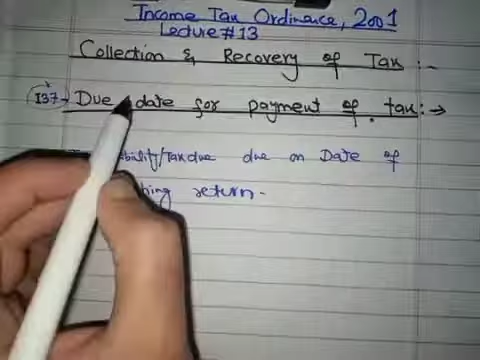 Income Tax Ordinance, 2001
Lecture #13
Collection & Recovery of Tax :-
137- Due date for payment of tax :→
/Tax due due on Date of
return.